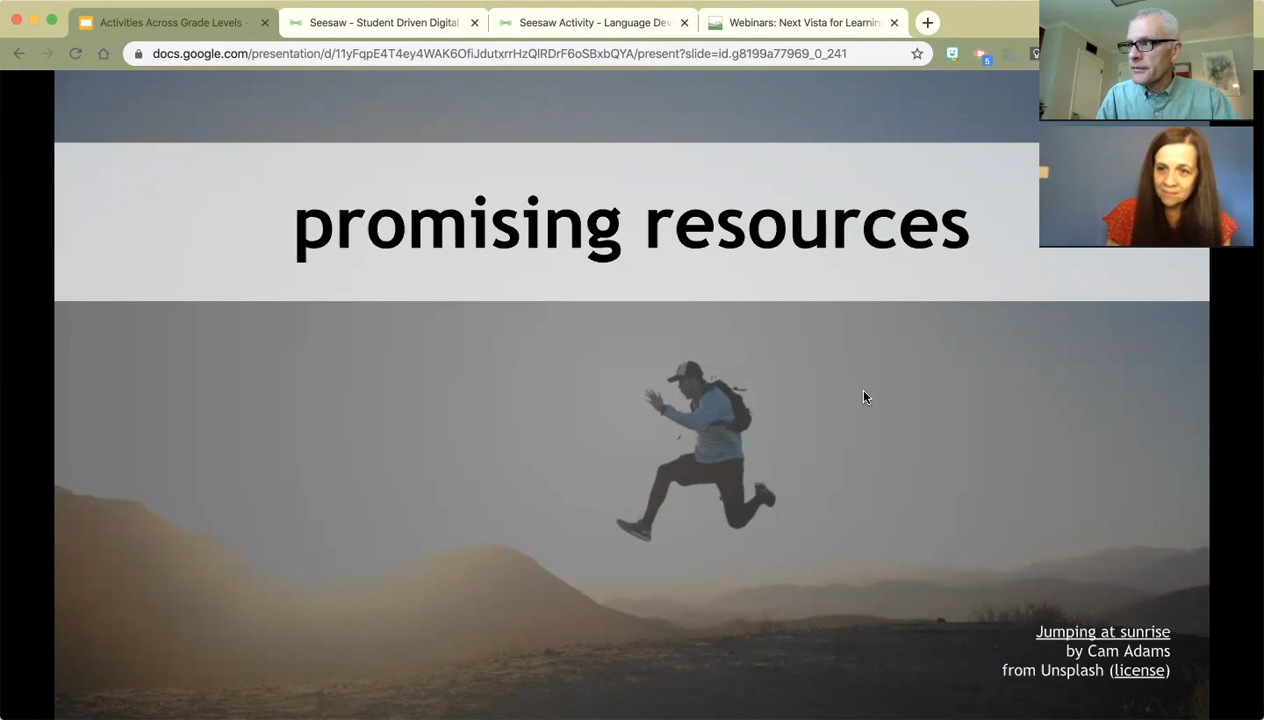 Activities Across Grade Levels -
Seesaw - Student Driven Digital
Seesaw Activity - Language Dev
Webinars: Next Vista for Learnin
docs.google.com/presentation/d/11yFqpE4T4ey4WAK6OfiJdutxrrHzQlRDrF6oSBxbQYA/present?slide=id.g8199a77969_0_241
5
promising resources
Jumping at sunrise
by Cam Adams
from Unsplash (license)